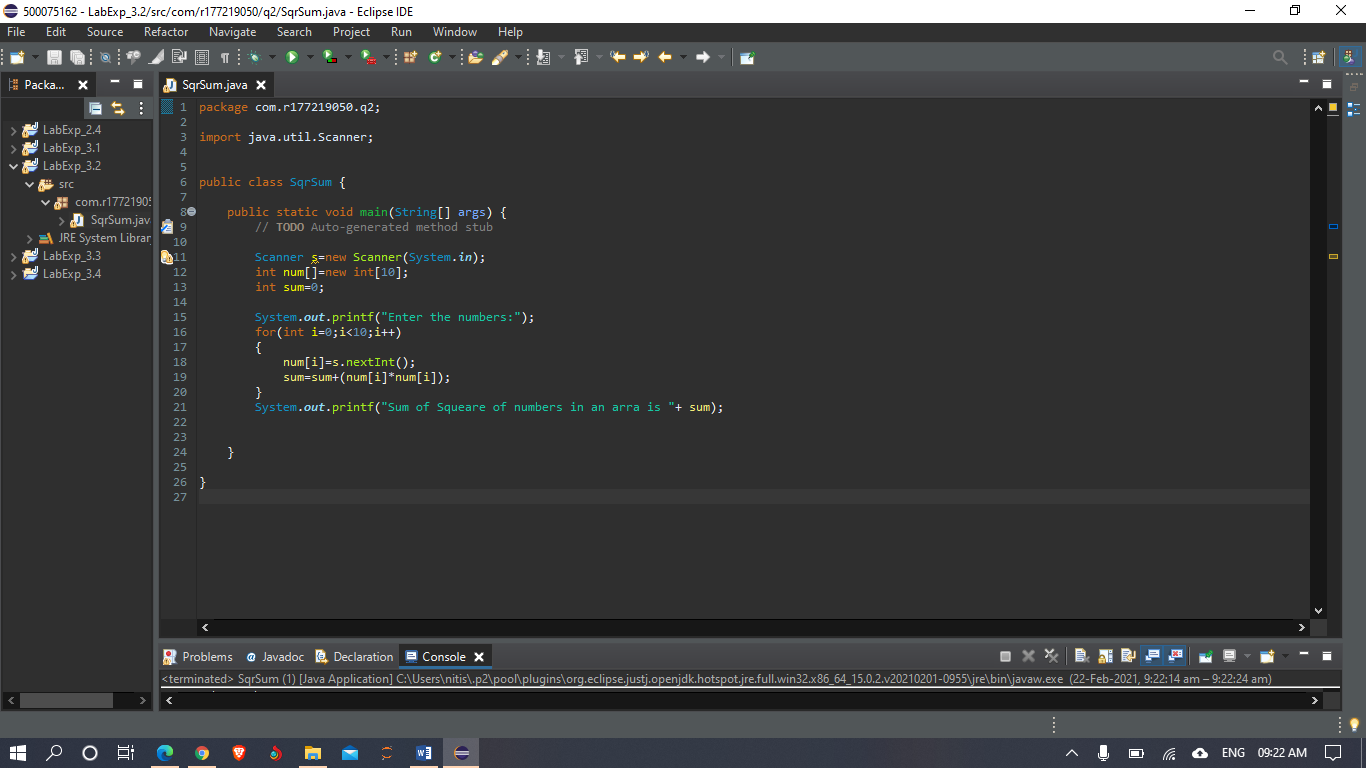 500075162 - LabExp_3.2/src/com/r177219050/q2/SqrSum.java - Eclipse IDE
File Edit Source Refactor Navigate Search Project Run Window Help
Packa...
SqrSum.java
LabExp_2.4
LabExp_3.1
LabExp_3.2
src
com.r1772190
SqrSum.jav
JRE System Librar
LabExp_3.3
LabExp_3.4
1 package com.r177219050.q2;
2
3 import java.util.Scanner;
4
5
6 public class SqrSum {
7
8 public static void main(String[] args) {
9 // TODO Auto-generated method stub
10
11 Scanner s=new Scanner(System.in);
12 int num[]=new int[10];
13 int sum=0;
14
15 System.out.printf("Enter the numbers:");
16 for(int i=0;i<10;i++)
17 {
18 num[i]=s.nextInt();
19 sum=sum+(num[i]*num[i]);
20 }
21 System.out.printf("Sum of Squeare of numbers in an arra is "+ sum);
22
23
24 }
25
26 }
27
Problems Javadoc Declaration Console
<terminated> SqrSum (1) [Java Application] C:\Users\nitis\.p2\pool\plugins\org.eclipse.justj.openjdk.hotspot.jre.full.win32.x86_64_15.0.2.v20210201-0955\jre\bin\javaw.exe (22-Feb-2021, 9:22:14 am – 9:22:24 am)
ENG 09:22 AM